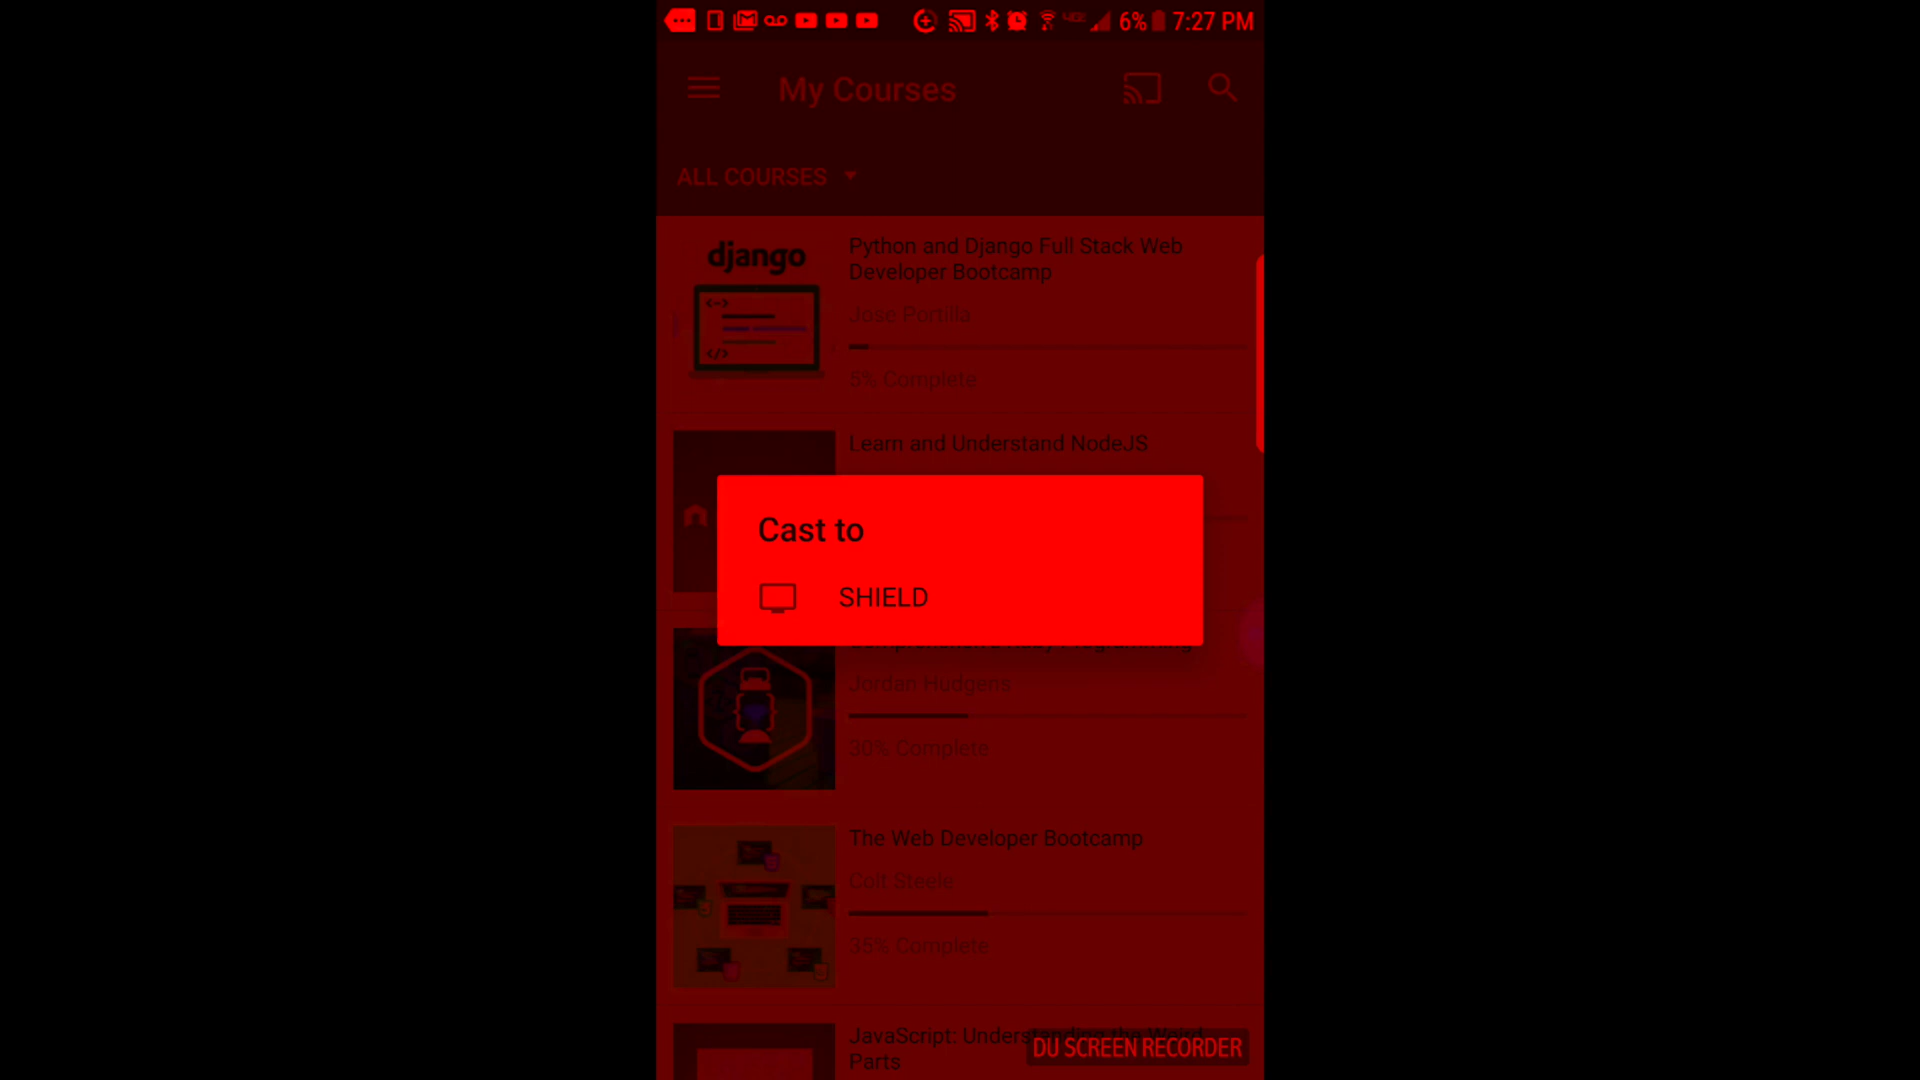 6% 7:27 PM
My Courses
ALL COURSES
django
Python and Django Full Stack Web
Developer Bootcamp
Jose Portilla
5% Complete
Learn and Understand NodeJS
Cast to
SHIELD
Jordan Hudgens
30% Complete
The Web Developer Bootcamp
Colt Steele
35% Complete
JavaScript: Understanding the Weird
Parts
DU SCREEN RECORDER